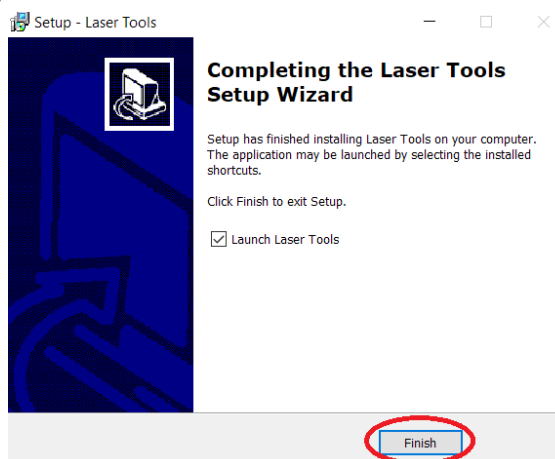 Setup - Laser Tools
Completing the Laser Tools
Setup Wizard
Setup has finished installing Laser Tools on your computer.
The application may be launched by selecting the installed
shortcuts.
Click Finish to exit Setup.
Launch Laser Tools
Finish